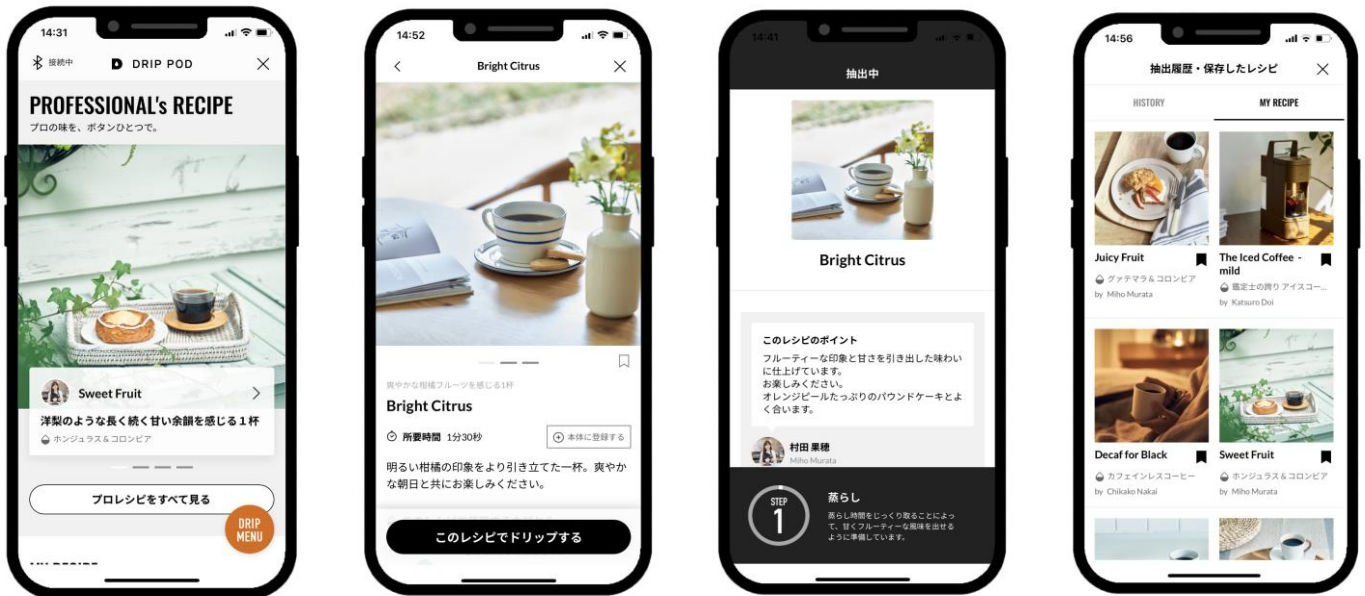 14:31
接続中
DRIP POD
PROFESSIONAL's RECIPE
プロの味を、ボタンひとつで。
Sweet Fruit
洋梨のような長く続く甘い余韻を感じる1杯
ホンジュラス&コロンビア
プロレシピをすべて見る
DRIP
MENU
14:52
Bright Citrus
爽やかな柑橘フルーツを感じる1杯
Bright Citrus
所要時間 1分30秒
本体に登録する
明るい柑橘の印象をより引き立てた一杯。爽やか
な朝日と共にお楽しみください。
このレシピでドリップする
14:41
抽出中
Bright Citrus
このレシピのポイント
フルーティーな印象と甘さを引き出した味わい
に仕上げています。
お楽しみください。
オレンジピールたっぷりのパウンドケーキとよ
く合います。
村田 果穂
Miho Murata
STEP
1
蒸らし
蒸らし時間をじっくり取ることによっ
て、甘くフルーティーな風味を出せる
ように準備しています。
14:56
抽出履歴・保存したレシピ
HISTORY
MY RECIPE
Juicy Fruit
グァテマラ&コロンビア
by Miho Murata
The Iced Coffee -
mild
鑑定士の誇り アイスコー...
by Katsuro Doi
Decaf for Black
カフェインレスコーヒー
by Chikako Nakai
Sweet Fruit
ホンジュラス&コロンビア
by Miho Murata